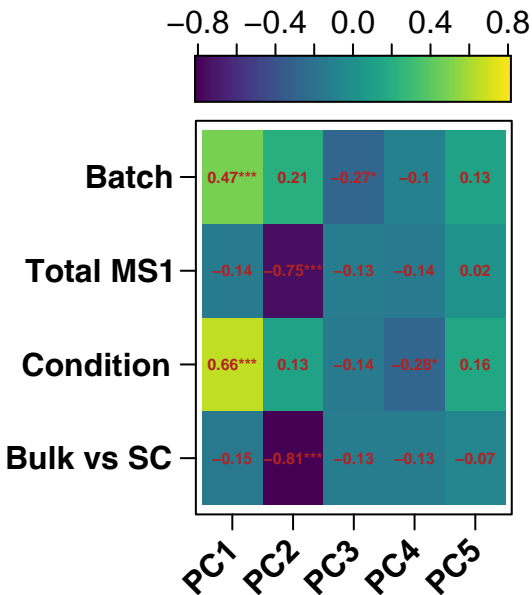 −0.8 −0.4 0.0 0.4 0.8
Batch 0.47*** 0.21 −0.27* −0.1 0.13
Total MS1 −0.14 −0.75*** −0.13 −0.14 0.02
Condition 0.66*** 0.13 −0.14 −0.28* 0.16
Bulk vs SC −0.15 −0.81*** −0.13 −0.13 −0.07
PC1 PC2 PC3 PC4 PC5